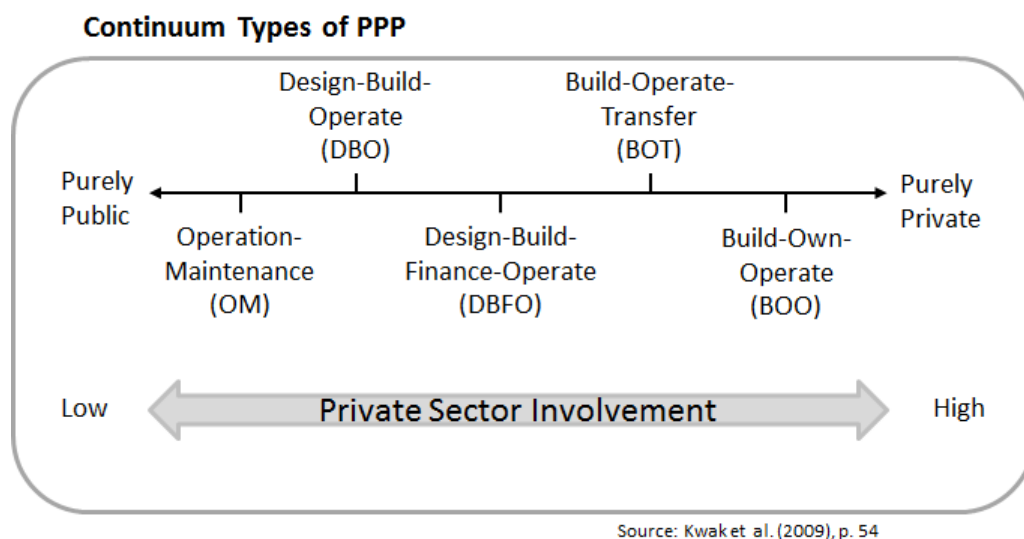 Continuum Types of PPP
Design-Build-
Operate
(DBO)
Build-Operate-
Transfer
(BOT)
Purely
Public
Purely
Private
Operation-
Maintenance
(OM)
Design-Build-
Finance-Operate
(DBFO)
Build-Own-
Operate
(BOO)
Low
Private Sector Involvement
High
Source: Kwak et al. (2009), p. 54